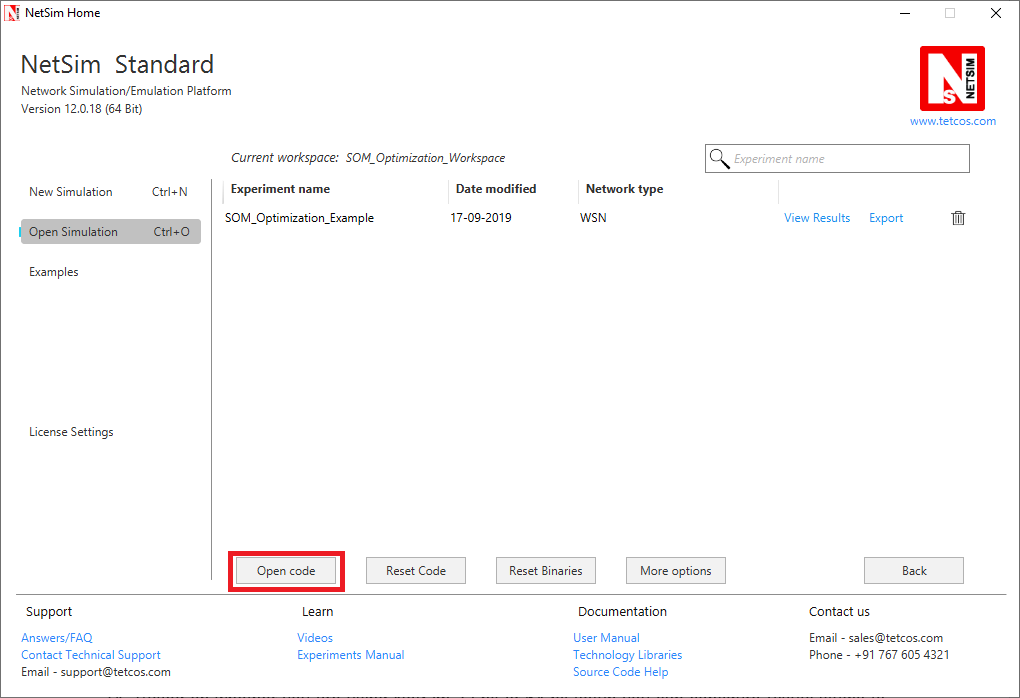 NetSim Home
NetSim Standard
Network Simulation/Emulation Platform
Version 12.0.18 (64 Bit)
NETSIM
www.tetcos.com
Current workspace: SOM_Optimization_Workspace
Experiment name
New Simulation Ctrl+N
Open Simulation Ctrl+O
Examples
License Settings
Experiment name Date modified Network type
SOM_Optimization_Example 17-09-2019 WSN View Results Export
Open code Reset Code Reset Binaries More options Back
Support
Answers/FAQ
Contact Technical Support
Email - support@tetcos.com
Learn
Videos
Experiments Manual
Documentation
User Manual
Technology Libraries
Source Code Help
Contact us
Email - sales@tetcos.com
Phone - +91 767 605 4321